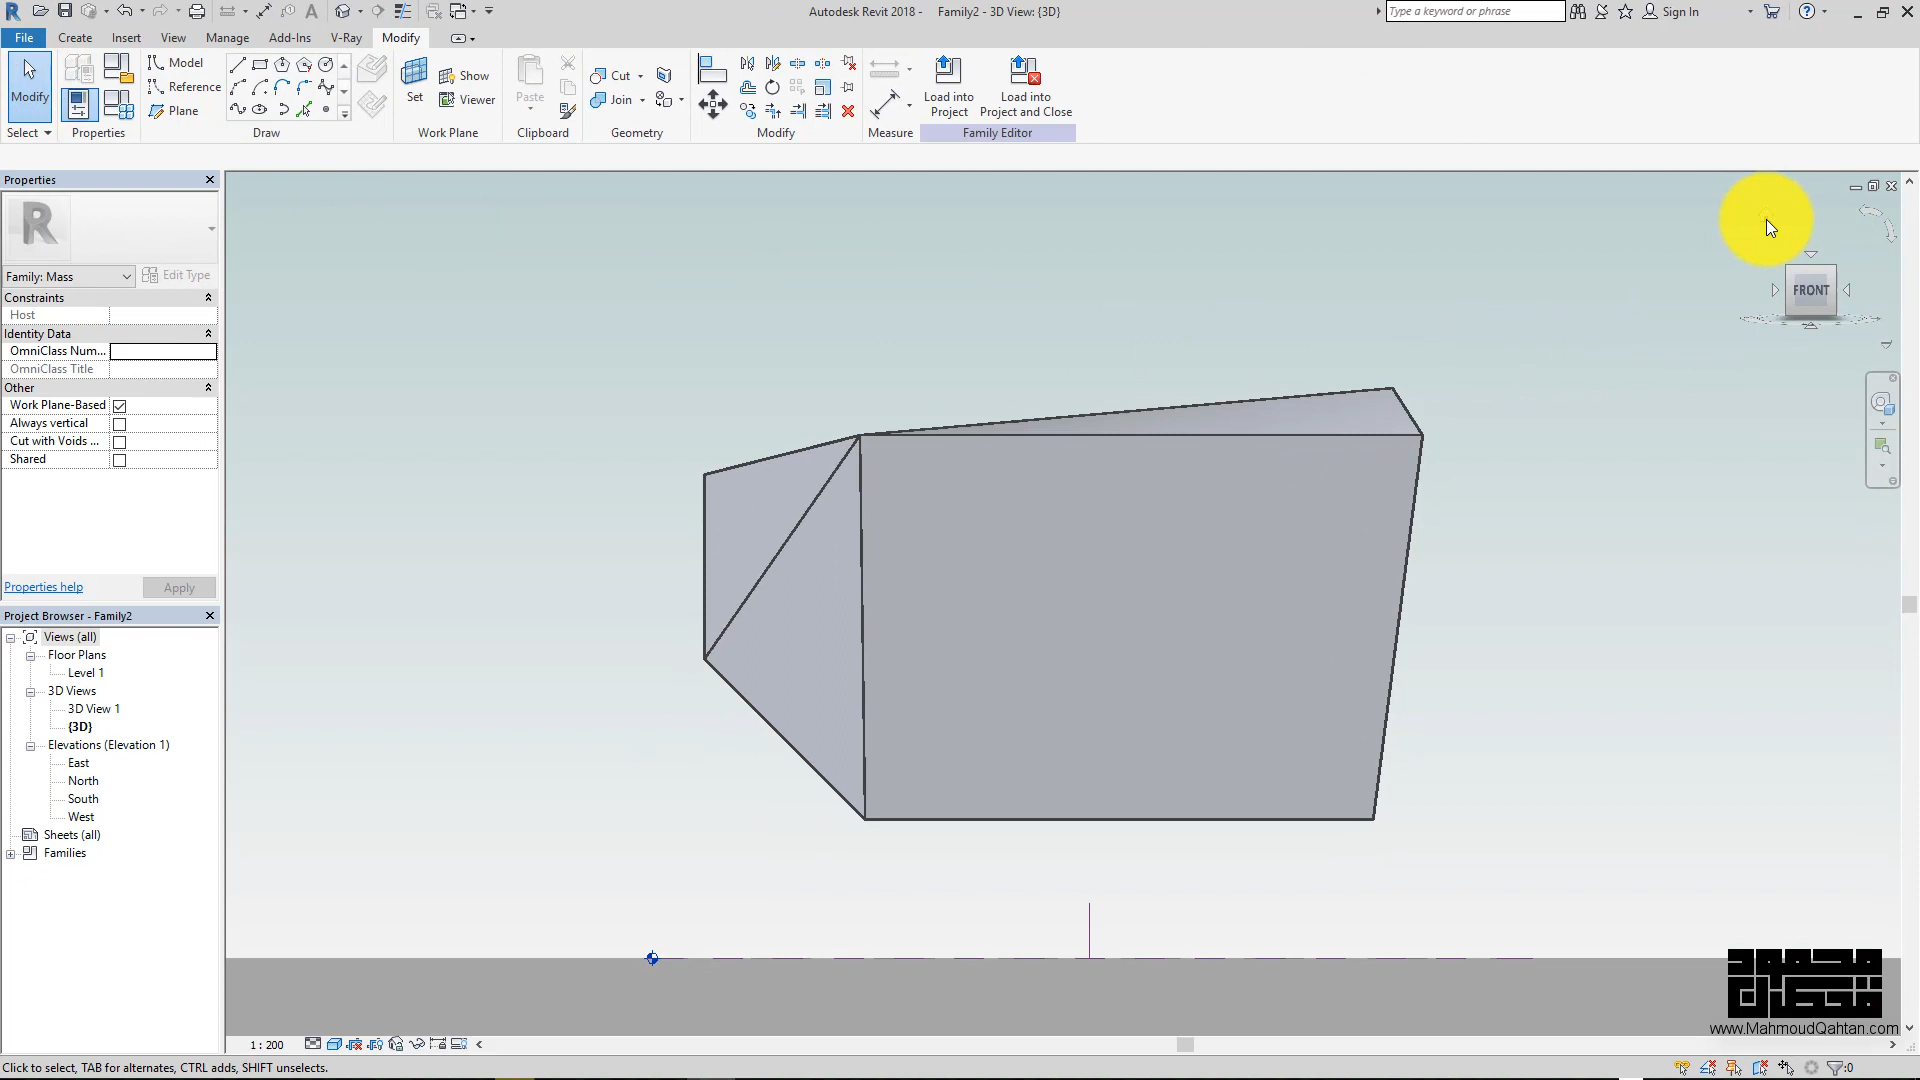 Autodesk Revit 2018 -    Family2 - 3D View: {3D}
Type a keyword or phrase
Sign In
File
Create
Insert
View
Manage
Add-Ins
V-Ray
Modify
Modify
Select
Properties
Model
Reference
Plane
Draw
Set
Show
Viewer
Work Plane
Paste
Clipboard
Cut
Join
Geometry
Modify
Measure
Load into
Project
Load into
Project and Close
Family Editor
Properties
R
Family: Mass
Edit Type
Constraints
Host
Identity Data
OmniClass Num...
OmniClass Title
Other
Work Plane-Based
Always vertical
Cut with Voids ...
Shared
Properties help
Apply
Project Browser - Family2
Views (all)
Floor Plans
Level 1
3D Views
3D View 1
{3D}
Elevations (Elevation 1)
East
North
South
West
Sheets (all)
Families
FRONT
محمود
قحطان
www.MahmoudQahtan.com
1 : 200
Click to select, TAB for alternates, CTRL adds, SHIFT unselects.
:0